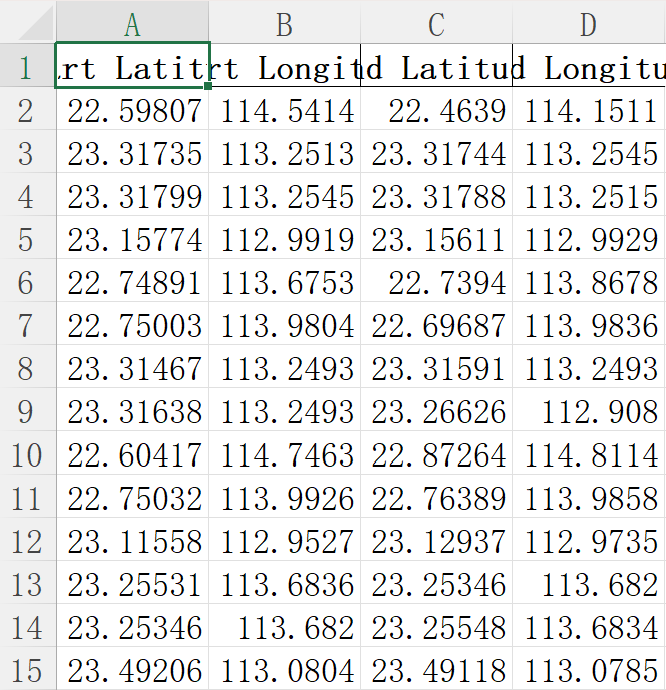 A B C D
1 rt Latit rt Longit d Latitud d Longitu
2 22.59807 114.5414 22.4639 114.1511
3 23.31735 113.2513 23.31744 113.2545
4 23.31799 113.2545 23.31788 113.2515
5 23.15774 112.9919 23.15611 112.9929
6 22.74891 113.6753 22.7394 113.8678
7 22.75003 113.9804 22.69687 113.9836
8 23.31467 113.2493 23.31591 113.2493
9 23.31638 113.2493 23.26626 112.908
10 22.60417 114.7463 22.87264 114.8114
11 22.75032 113.9926 22.76389 113.9858
12 23.11558 112.9527 23.12937 112.9735
13 23.25531 113.6836 23.25346 113.682
14 23.25346 113.682 23.25548 113.6834
15 23.49206 113.0804 23.49118 113.0785